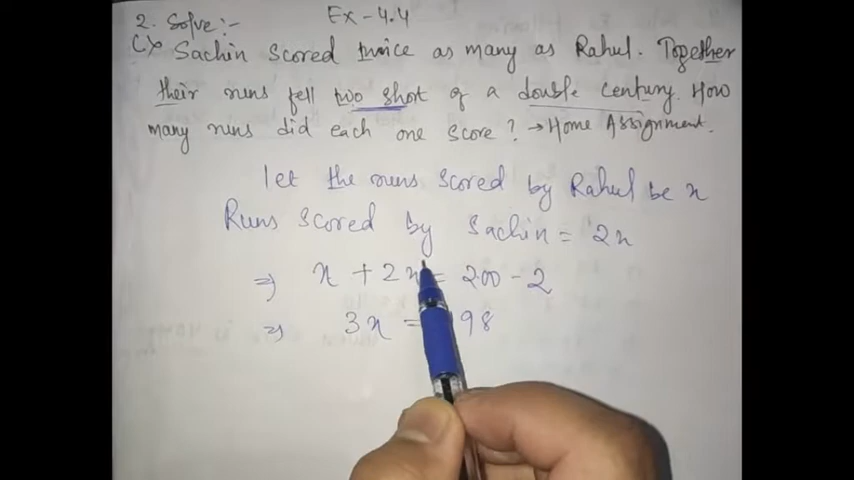 2. Solve:- Ex-4.4
(c) Sachin scored twice as many as Rahul. Together
their runs fell two short of a double century. How
many runs did each one score? → Home Assignment.
let the runs scored by Rahul be x
Runs scored by Sachin = 2x
⇒ x + 2x = 200 - 2
⇒ 3x = 98